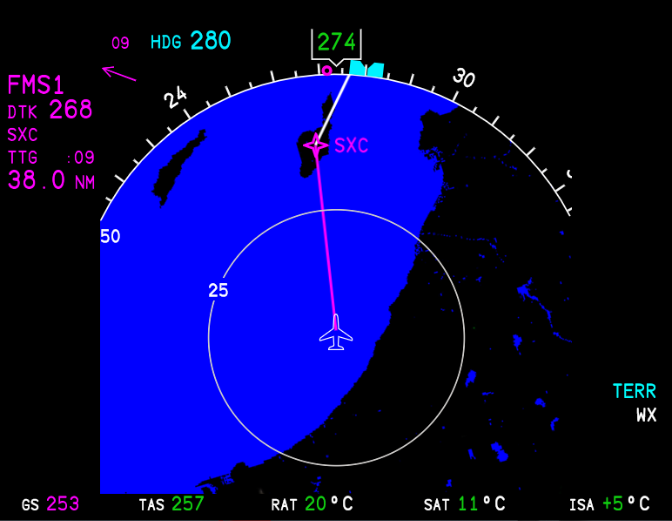 09 HDG 280
274
FMS1
DTK 268
SXC
TTG :09
38.0 NM
24
30
SXC
50
25
TERR
WX
GS 253 TAS 257 RAT 20°C SAT 11°C ISA +5°C